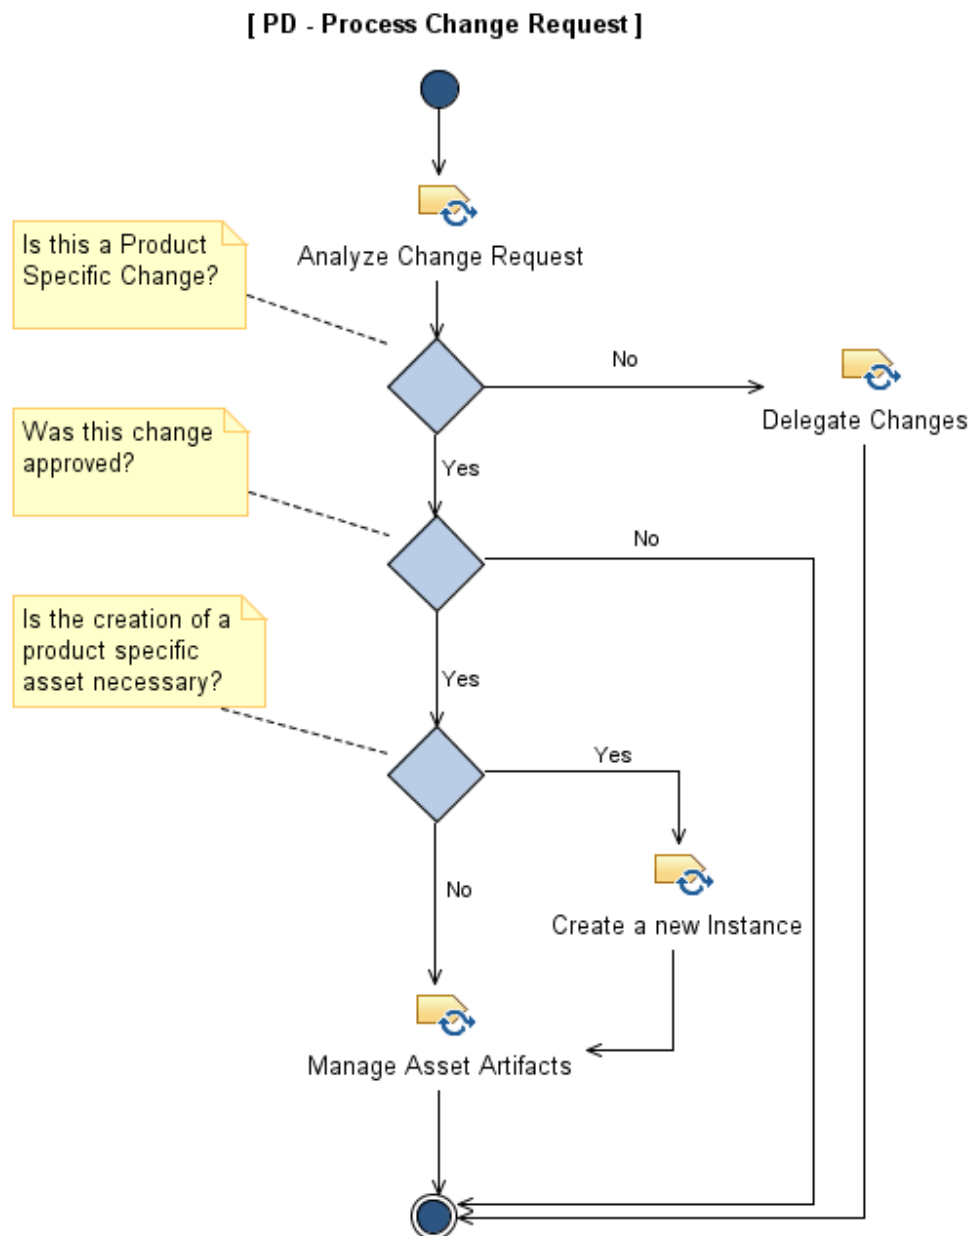 [ PD - Process Change Request ]
Analyze Change Request
Is this a Product
Specific Change?
No
Delegate Changes
Yes
Was this change
approved?
No
Yes
Is the creation of a
product specific
asset necessary?
Yes
No
Create a new Instance
Manage Asset Artifacts